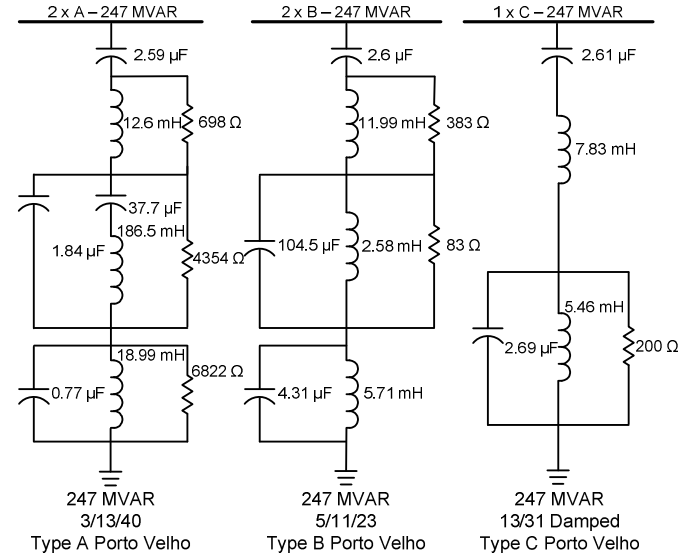 2 x A – 247 MVAR
2.59 µF
12.6 mH
698 Ω
37.7 µF
186.5 mH
1.84 µF
4354 Ω
18.99 mH
6822 Ω
0.77 µF
247 MVAR
3/13/40
Type A Porto Velho
2 x B – 247 MVAR
2.6 µF
11.99 mH
383 Ω
104.5 µF
2.58 mH
83 Ω
4.31 µF
5.71 mH
247 MVAR
5/11/23
Type B Porto Velho
1 x C – 247 MVAR
2.61 µF
7.83 mH
5.46 mH
2.69 µF
200 Ω
247 MVAR
13/31 Damped
Type C Porto Velho